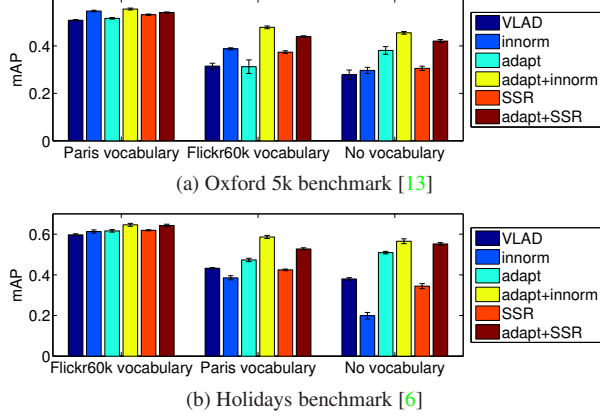 0.4
0.2
0
mAP
Paris vocabulary Flickr60k vocabulary No vocabulary
VLAD
innorm
adapt
adapt+innorm
SSR
adapt+SSR
(a) Oxford 5k benchmark [13]
0.6
0.4
0.2
0
mAP
Flickr60k vocabulary Paris vocabulary No vocabulary
VLAD
innorm
adapt
adapt+innorm
SSR
adapt+SSR
(b) Holidays benchmark [6]